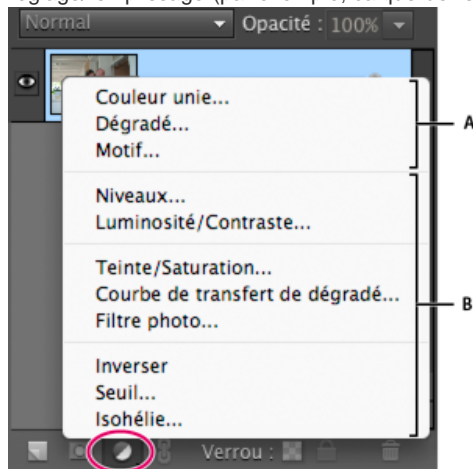 Normal Opacité : 100%
Couleur unie...
Dégradé...
Motif...
A
Niveaux...
Luminosité/Contraste...
Teinte/Saturation...
Courbe de transfert de dégradé...
B
Filtre photo...
Inverser
Seuil...
Isohélie...
Verrou :